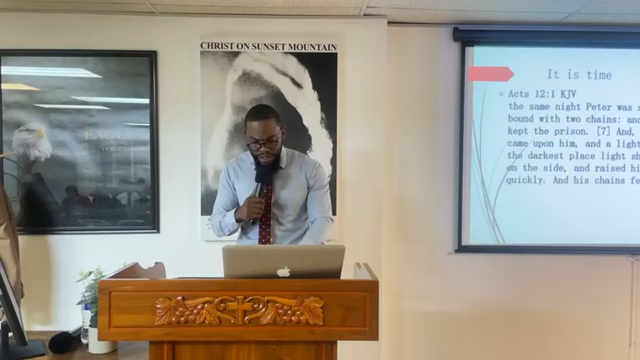 CHRIST ON SUNSET MOUNTAIN
EAGLE
TOGETHER
It is time
Acts 12:1 KJV
the same night Peter was s
bound with two chains: and
kept the prison. [7] And,
came upon him, and a light
the darkest place light sh
on the side, and raised hi
quickly. And his chains fe